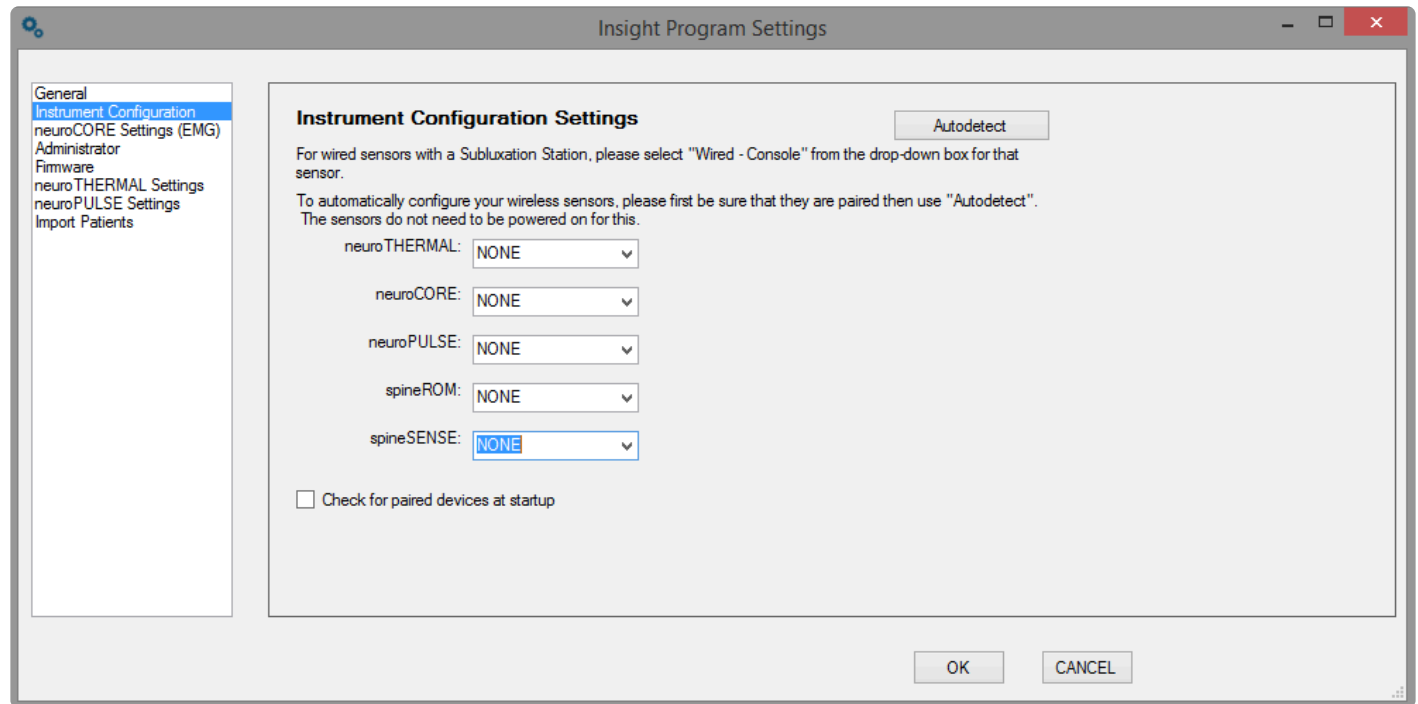 Insight Program Settings
General
Instrument Configuration
neuroCORE Settings (EMG)
Administrator
Firmware
neuroTHERMAL Settings
neuroPULSE Settings
Import Patients
Instrument Configuration Settings
Autodetect
For wired sensors with a Subluxation Station, please select "Wired - Console" from the drop-down box for that
sensor.
To automatically configure your wireless sensors, please first be sure that they are paired then use "Autodetect".
The sensors do not need to be powered on for this.
neuroTHERMAL: NONE
neuroCORE: NONE
neuroPULSE: NONE
spineROM: NONE
spineSENSE: NONE
Check for paired devices at startup
OK CANCEL